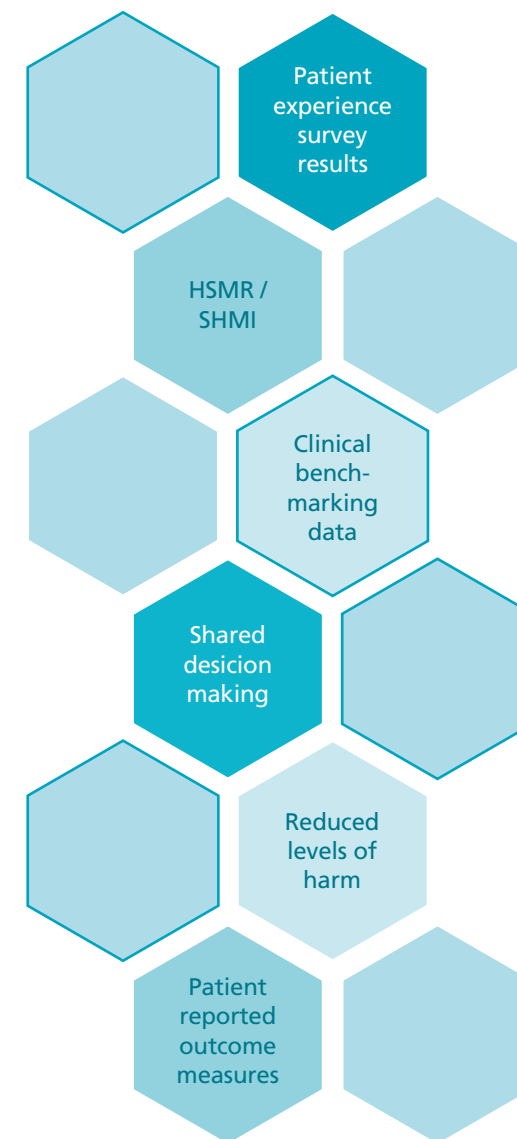 Patient
experience
survey
results
HSMR /
SHMI
Clinical
bench-
marking
data
Shared
desicion
making
Reduced
levels of
harm
Patient
reported
outcome
measures